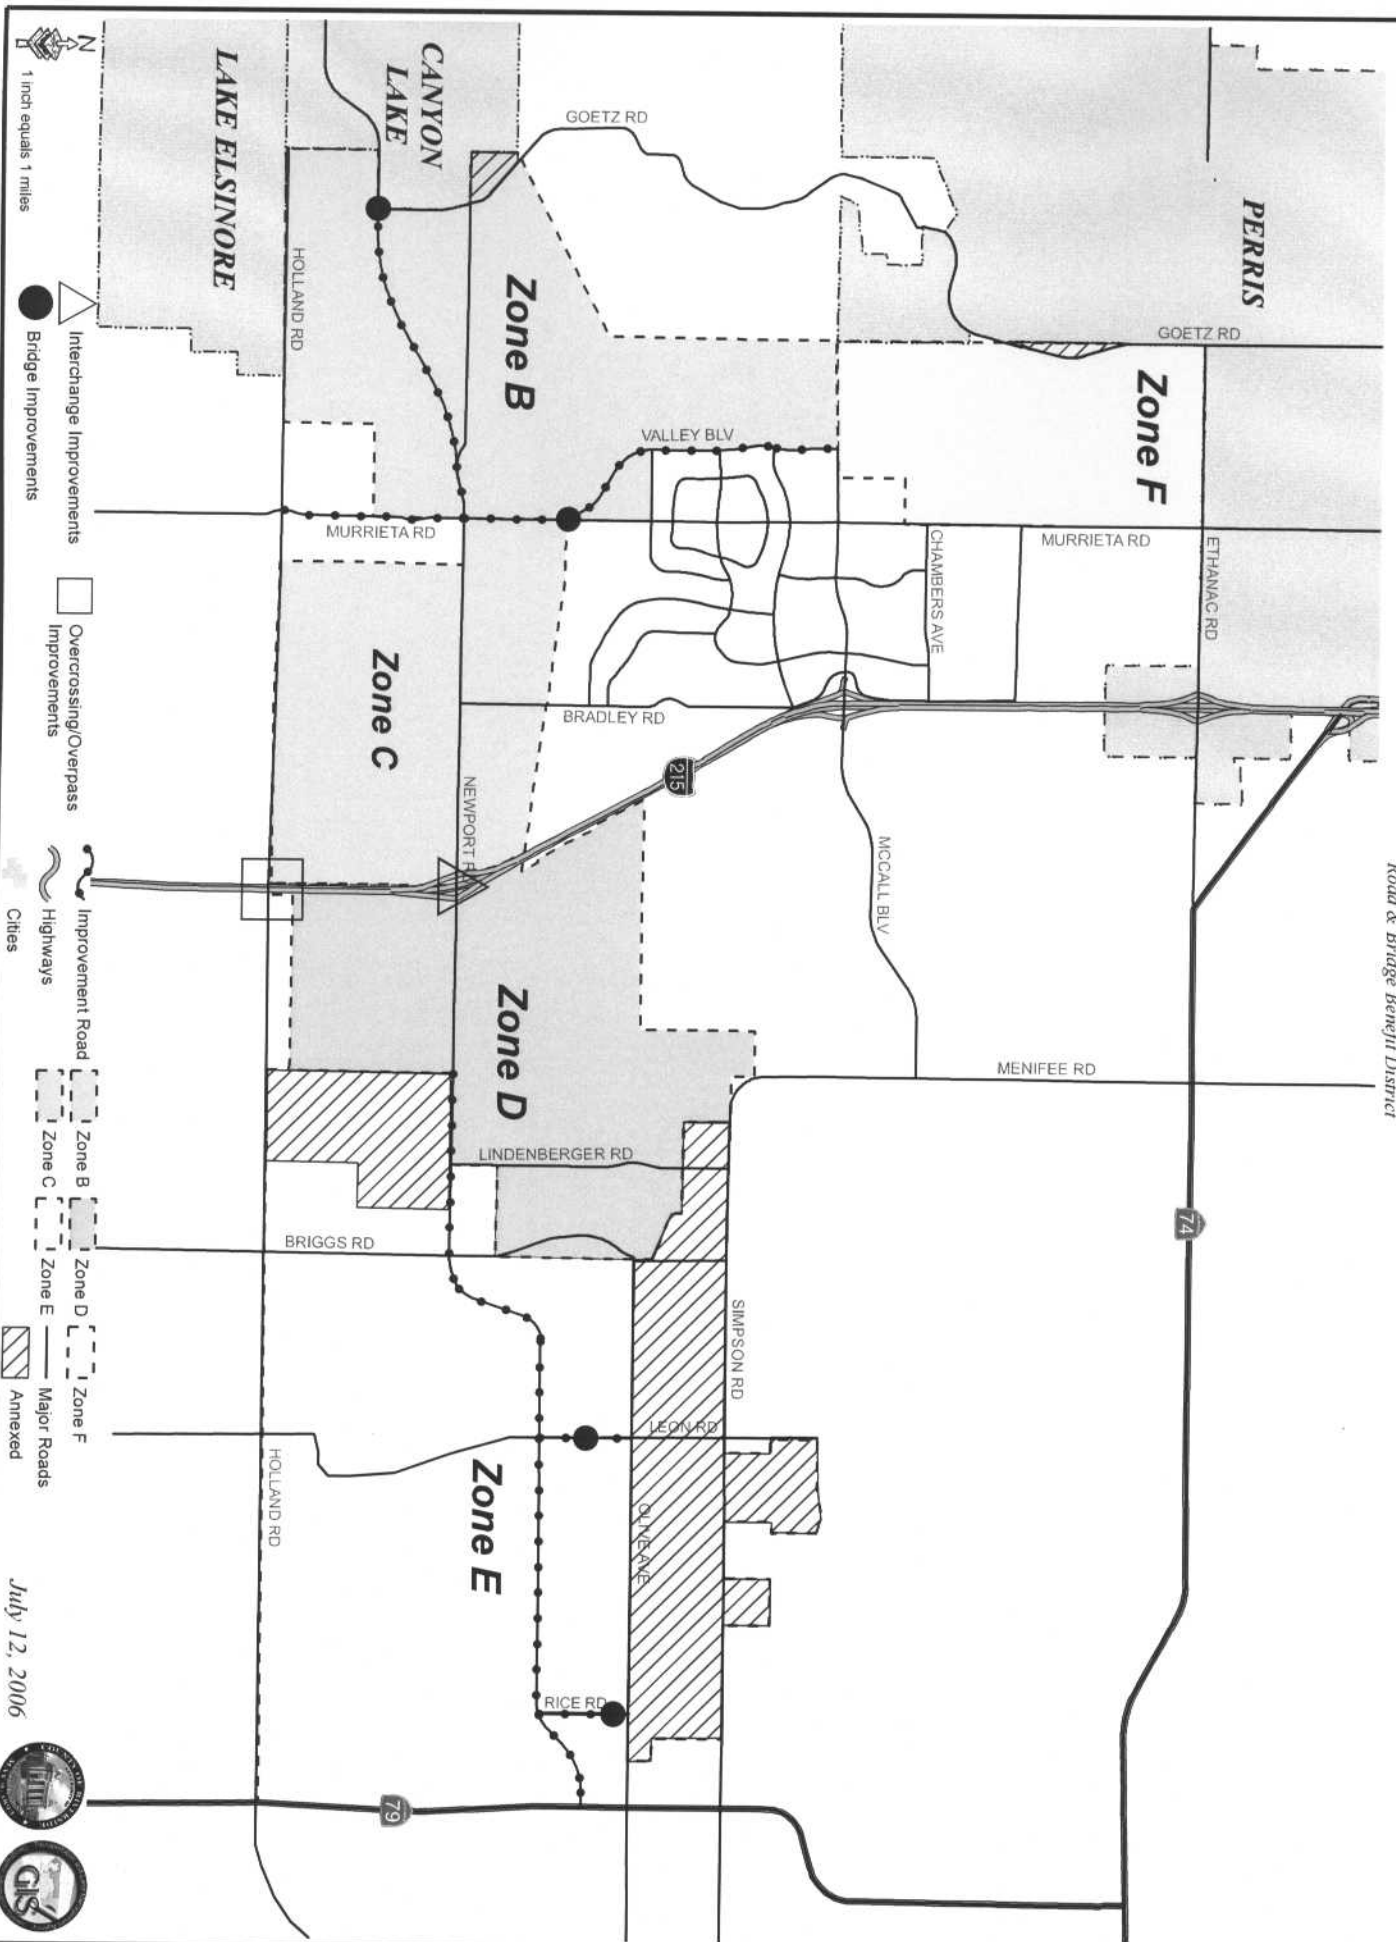 Road & Bridge Benefit District
PERRIS
GOETZ RD
Zone F
ETHANAC RD
MURRIETA RD
CHAMBERS AVE
74
MENIFEE RD
MCCALL BLV
GOETZ RD
VALLEY BLV
BRADLEY RD
215
SIMPSON RD
LEON RD
OLIVE AVE
RICE RD
LINDENBERGER RD
Zone B
Zone D
Zone E
NEWPORT R
CANYON
LAKE
MURRIETA RD
Zone C
79
BRIGGS RD
HOLLAND RD
HOLLAND RD
LAKE ELSINORE
N
1 inch equals 1 miles
Interchange Improvements
Bridge Improvements
Overcrossing/Overpass
Improvements
Improvement Road
Highways
Cities
Zone B
Zone C
Zone D
Zone E
Zone F
Major Roads
Annexed
July 12, 2006
COUNTY OF RIVERSIDE
GIS